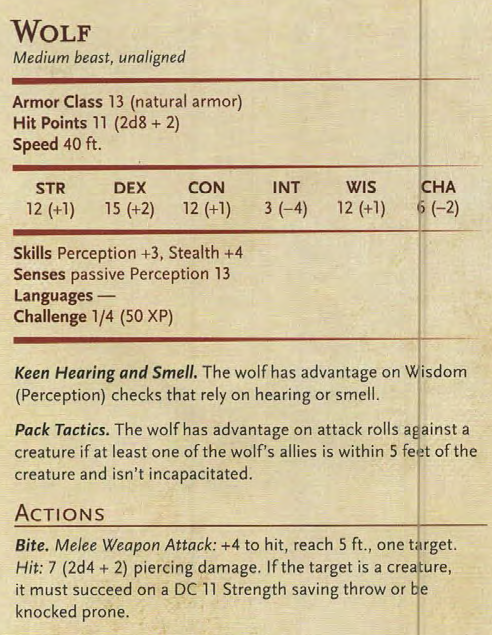 WOLF
Medium beast, unaligned
Armor Class 13 (natural armor)
Hit Points 11 (2d8 + 2)
Speed 40 ft.
STR DEX CON INT WIS CHA
12 (+1) 15 (+2) 12 (+1) 3 (–4) 12 (+1) 6 (–2)
Skills Perception +3, Stealth +4
Senses passive Perception 13
Languages —
Challenge 1/4 (50 XP)
Keen Hearing and Smell. The wolf has advantage on Wisdom
(Perception) checks that rely on hearing or smell.
Pack Tactics. The wolf has advantage on attack rolls against a
creature if at least one of the wolf's allies is within 5 feet of the
creature and isn't incapacitated.
ACTIONS
Bite. Melee Weapon Attack: +4 to hit, reach 5 ft., one target.
Hit: 7 (2d4 + 2) piercing damage. If the target is a creature,
it must succeed on a DC 11 Strength saving throw or be
knocked prone.